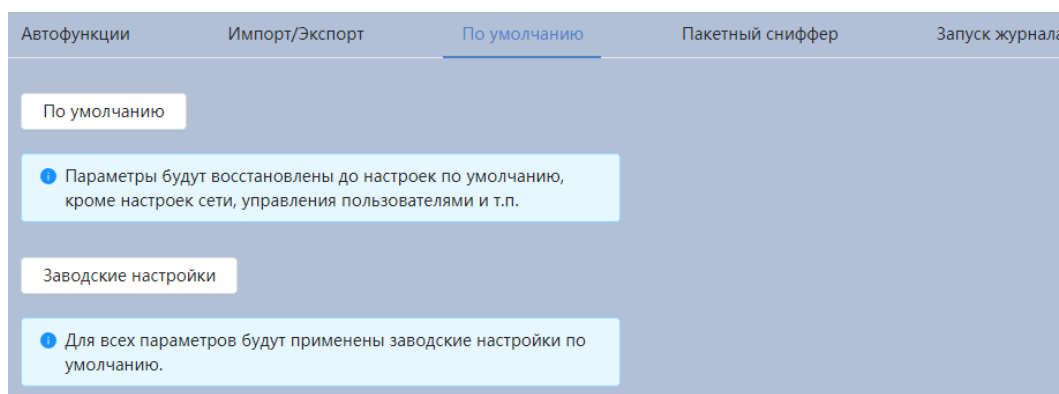 Автофункции Импорт/Экспорт По умолчанию Пакетный сниффер Запуск журнала
По умолчанию
Параметры будут восстановлены до настроек по умолчанию,
кроме настроек сети, управления пользователями и т.п.
Заводские настройки
Для всех параметров будут применены заводские настройки по
умолчанию.